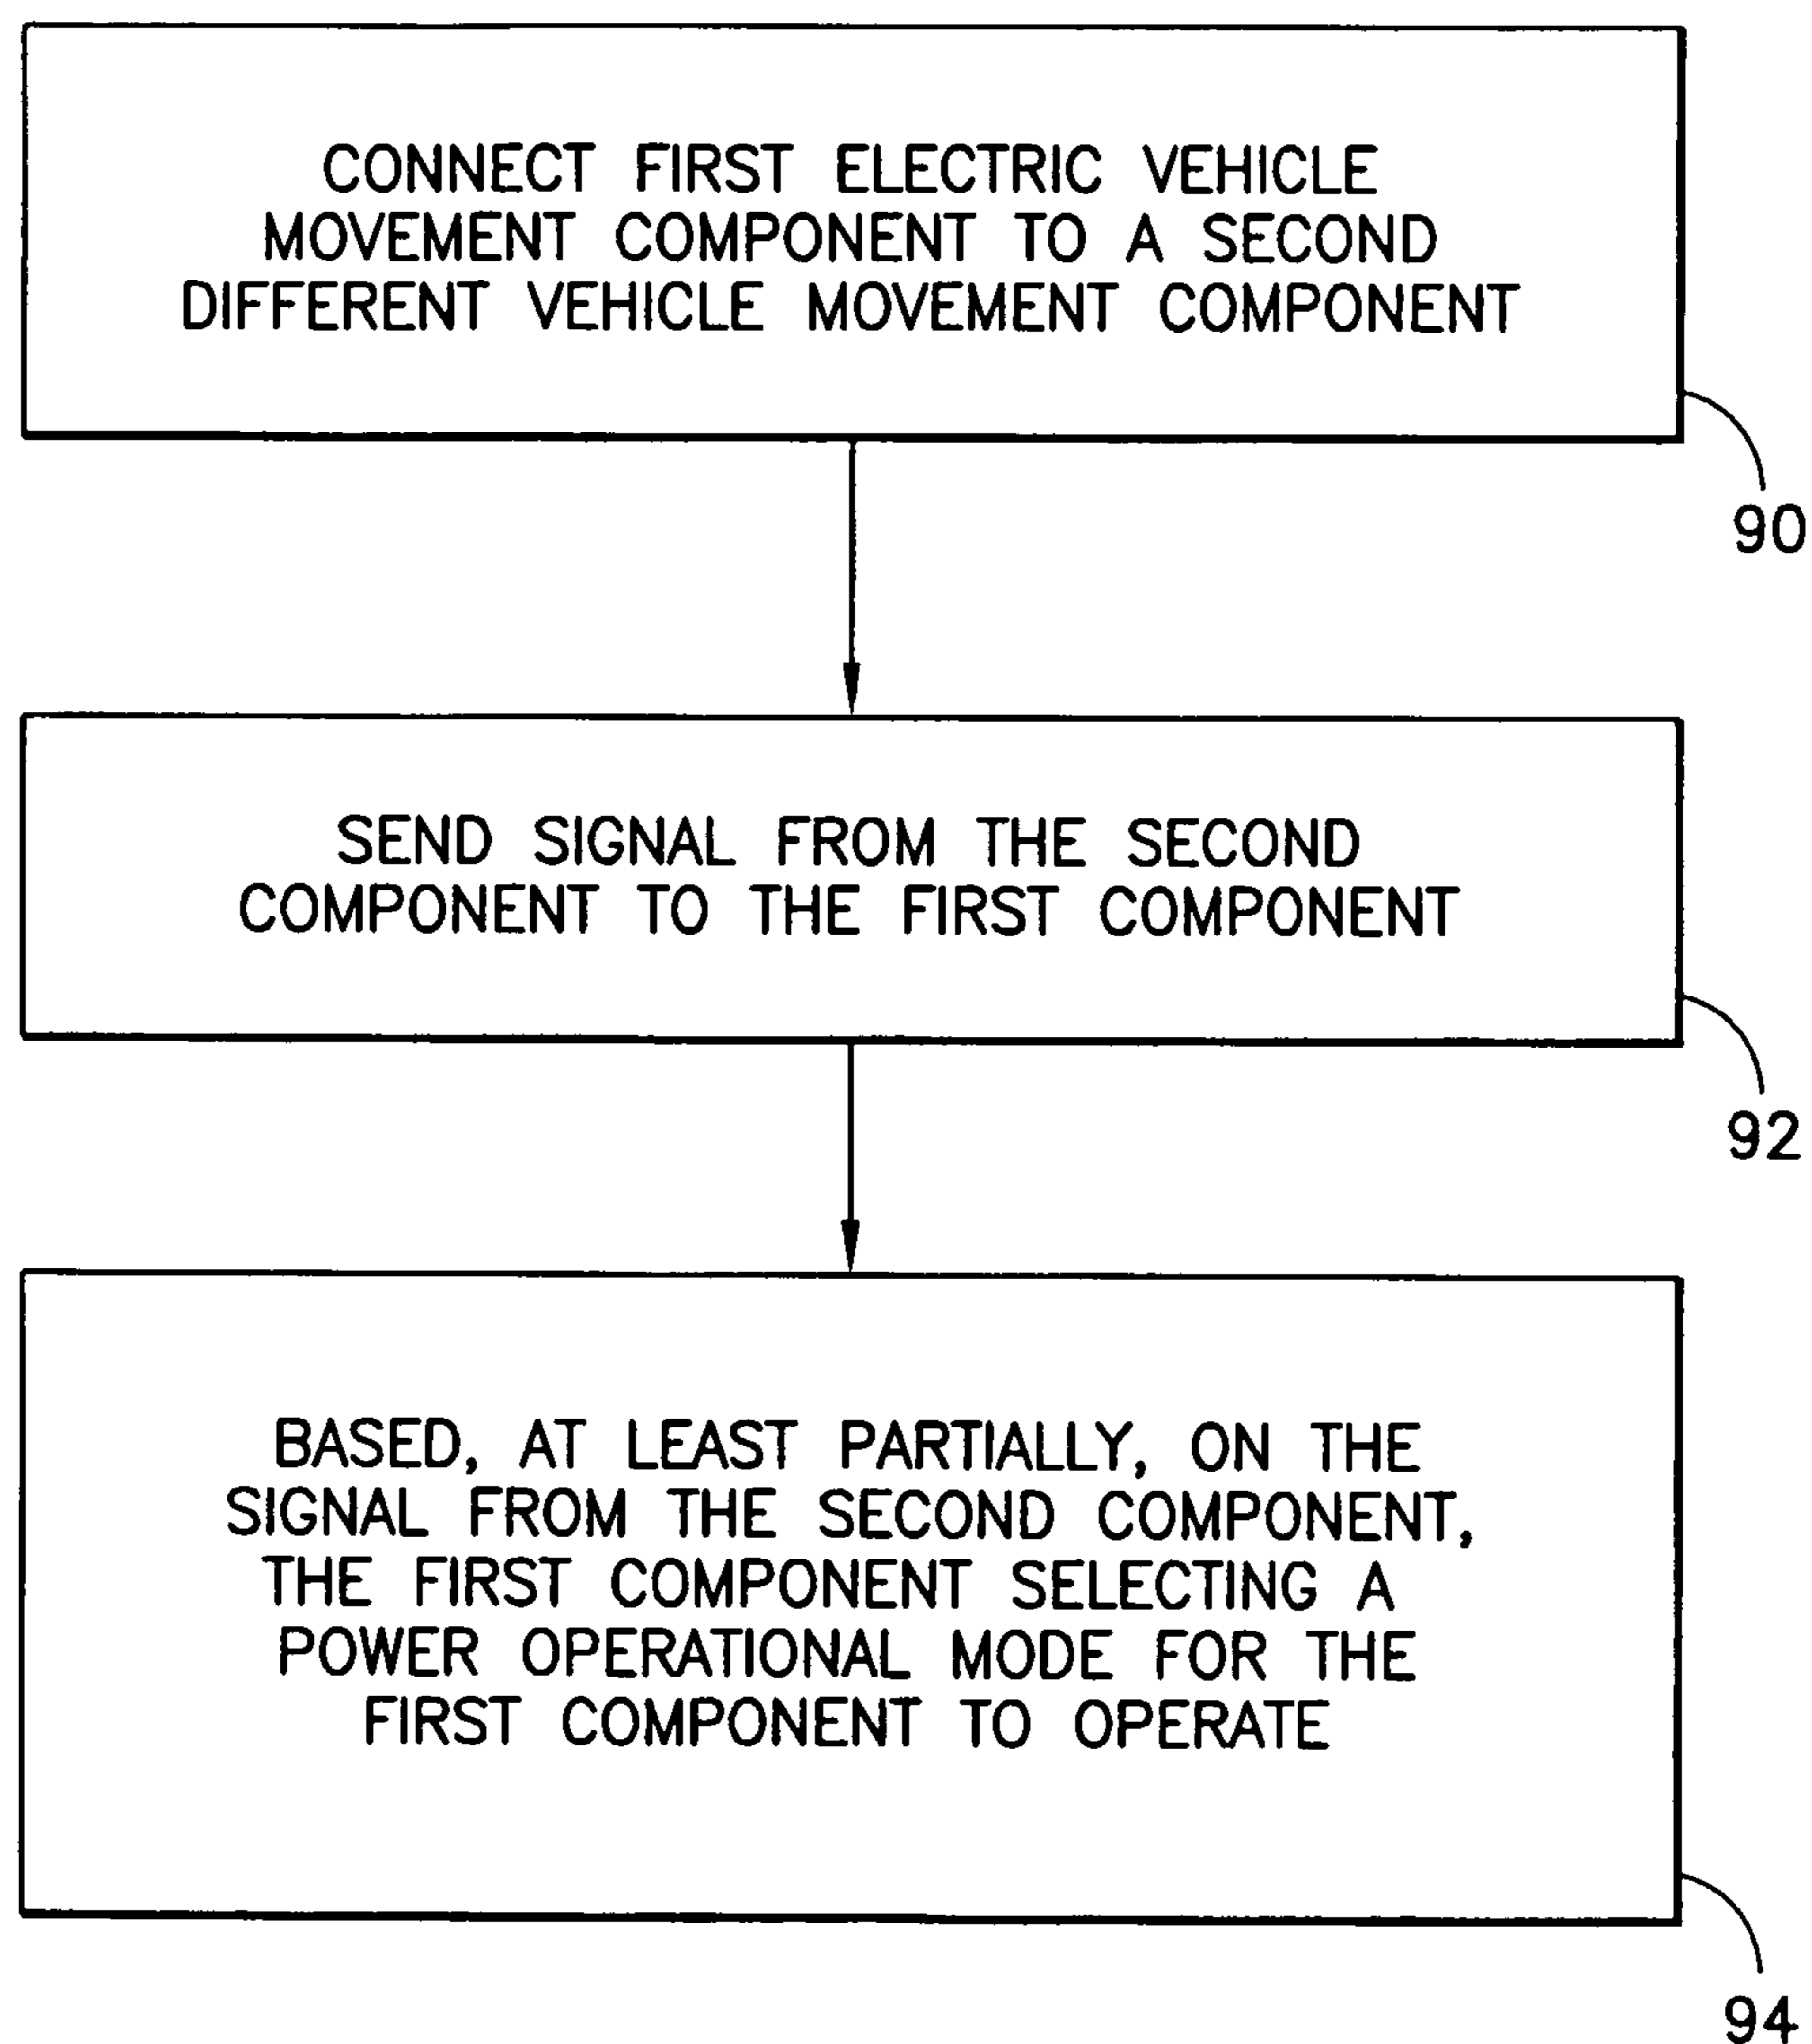 CONNECT FIRST ELECTRIC VEHICLE
MOVEMENT COMPONENT TO A SECOND
DIFFERENT VEHICLE MOVEMENT COMPONENT
90
SEND SIGNAL FROM THE SECOND
COMPONENT TO THE FIRST COMPONENT
92
BASED, AT LEAST PARTIALLY, ON THE
SIGNAL FROM THE SECOND COMPONENT,
THE FIRST COMPONENT SELECTING A
POWER OPERATIONAL MODE FOR THE
FIRST COMPONENT TO OPERATE
94